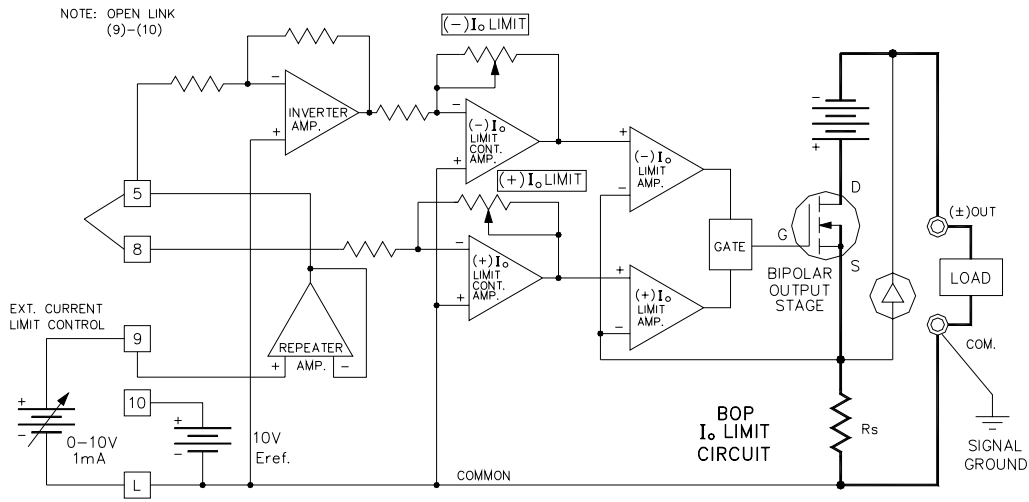 NOTE: OPEN LINK
(9)-(10)
(-)Iₒ LIMIT
-
+
INVERTER
AMP.
-
+
(-)Iₒ
LIMIT
CONT.
AMP.
(+)Iₒ LIMIT
+
-
(-)Iₒ
LIMIT
AMP.
-
+
D
G
S
BIPOLAR
OUTPUT
STAGE
GATE
(±)OUT
LOAD
COM.
5
8
-
+
(+)Iₒ
LIMIT
CONT.
AMP.
+
-
(+)Iₒ
LIMIT
AMP.
EXT. CURRENT
LIMIT CONTROL
9
REPEATER
+ AMP. -
10
+
-
0-10V
1mA
+
-
10V
Eref.
L
COMMON
BOP
Iₒ LIMIT
CIRCUIT
Rs
SIGNAL
GROUND